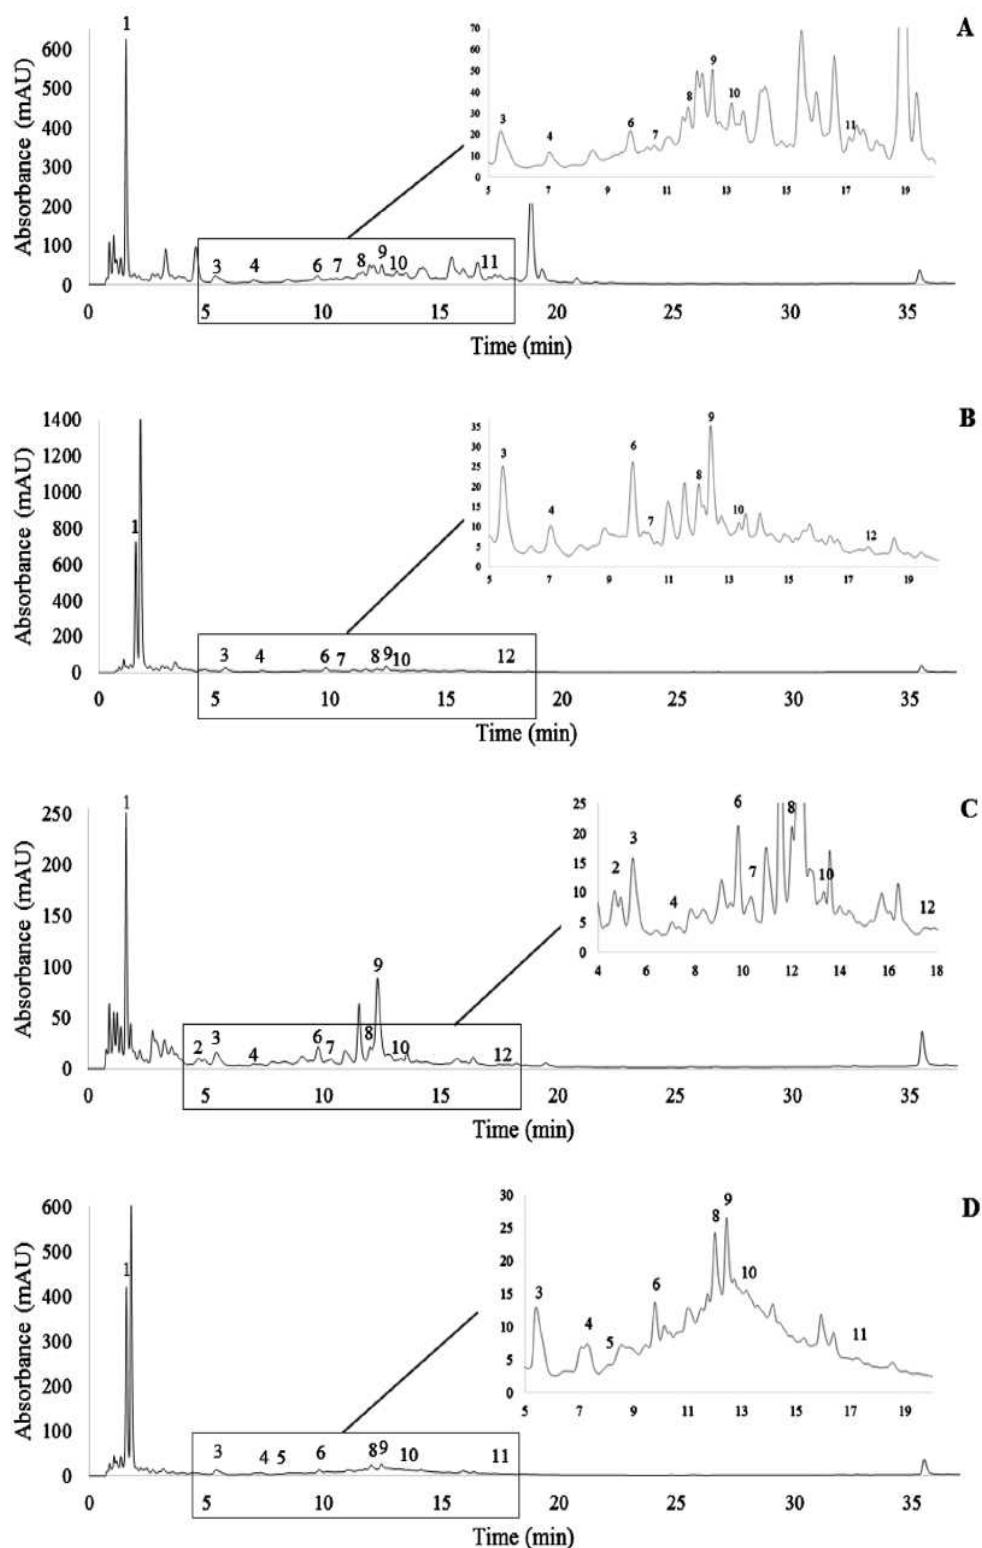 A
1
Absorbance (mAU)
600
500
400
300
200
100
0
3 4 6 7 8 9 10 11
0 5 10 15 20 25 30 35
Time (min)
70
60
50
40
30
20
10
0
3 4 6 7 8 9 10 11
5 7 9 11 13 15 17 19
B
1
Absorbance (mAU)
1400
1200
1000
800
600
400
200
0
3 4 6 7 8 9 10 12
0 5 10 15 20 25 30 35
Time (min)
35
30
25
20
15
10
5
0
3 4 6 7 8 9 10 12
5 7 9 11 13 15 17 19
C
1
Absorbance (mAU)
250
200
150
100
50
0
2 3 4 6 7 8 9 10 12
0 5 10 15 20 25 30 35
Time (min)
25
20
15
10
5
0
2 3 4 6 7 8 10 12
4 6 8 10 12 14 16 18
D
1
Absorbance (mAU)
600
500
400
300
200
100
0
3 4 5 6 8 9 10 11
0 5 10 15 20 25 30 35
Time (min)
30
25
20
15
10
5
0
3 4 5 6 8 9 10 11
5 7 9 11 13 15 17 19